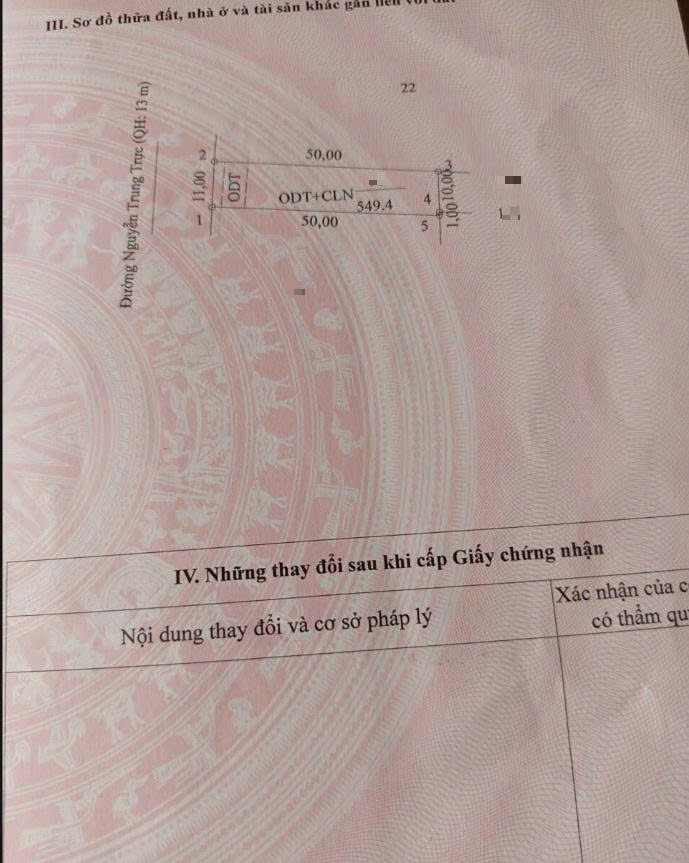 III. Sơ đồ thửa đất, nhà ở và tài sản khác gắn liền với đất
22
Đường Nguyễn Trung Trực (QH: 13 m)
2
50,00
3
11,00
ODT
ODT+CLN
549.4
4
10,00
1
50,00
5
1,00
IV. Những thay đổi sau khi cấp Giấy chứng nhận
Nội dung thay đổi và cơ sở pháp lý
Xác nhận của c
có thẩm qu